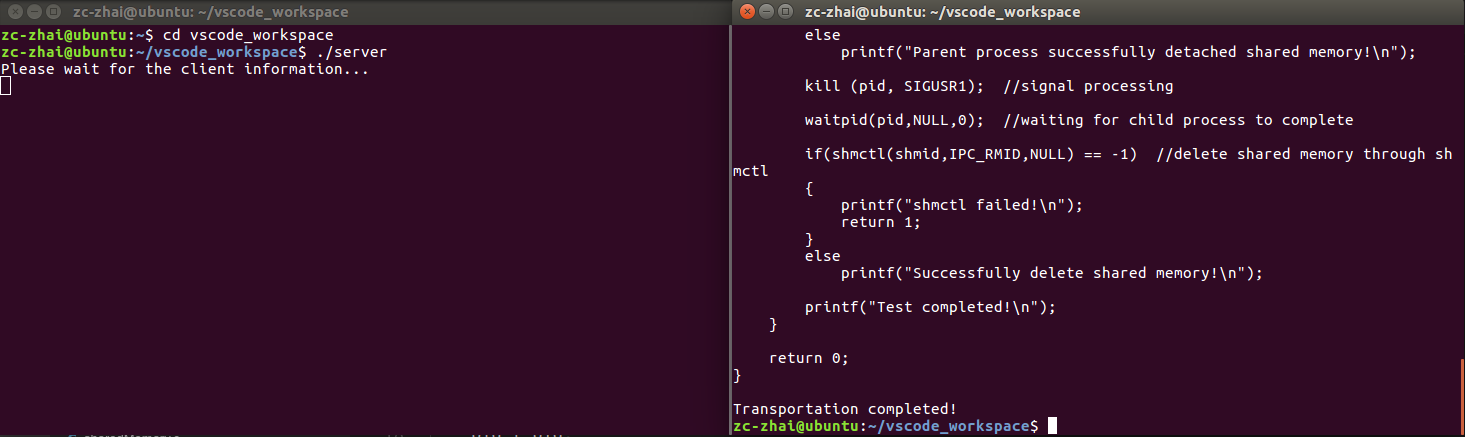 zc-zhai@ubuntu: ~/vscode_workspace
zc-zhai@ubuntu:~$ cd vscode_workspace
zc-zhai@ubuntu:~/vscode_workspace$ ./server
Please wait for the client information...
zc-zhai@ubuntu: ~/vscode_workspace
        else
            printf("Parent process successfully detached shared memory!\n");
        kill (pid, SIGUSR1);  //signal processing
        waitpid(pid,NULL,0);  //waiting for child process to complete
        if(shmctl(shmid,IPC_RMID,NULL) == -1)  //delete shared memory through sh
mctl
        {
            printf("shmctl failed!\n");
            return 1;
        }
        else
            printf("Successfully delete shared memory!\n");
        printf("Test completed!\n");
    }
    return 0;
}
Transportation completed!
zc-zhai@ubuntu:~/vscode_workspace$